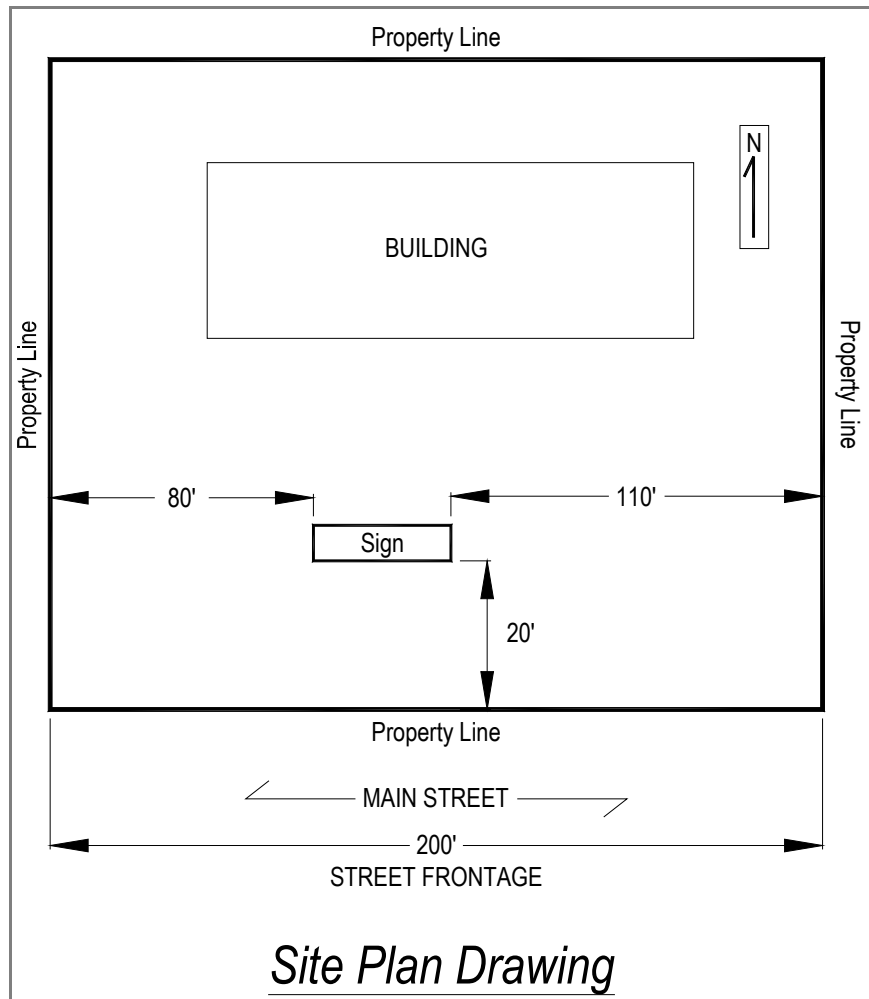 Property Line
N
BUILDING
Property Line
Property Line
80'
110'
Sign
20'
Property Line
MAIN STREET
200'
STREET FRONTAGE
Site Plan Drawing